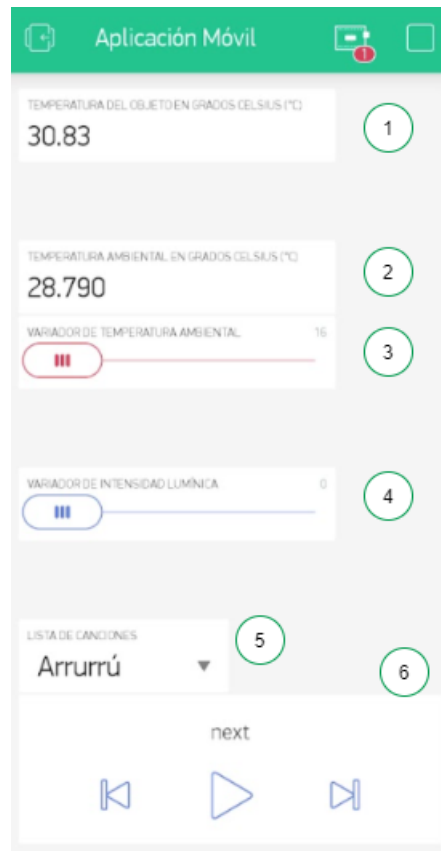 Aplicación Móvil
1
TEMPERATURA DEL OBJETO EN GRADOS CELSIUS (°C)
30.83
1
TEMPERATURA AMBIENTAL EN GRADOS CELSIUS (°C)
28.790
2
VARIADOR DE TEMPERATURA AMBIENTAL 16
3
VARIADOR DE INTENSIDAD LUMÍNICA 0
4
LISTA DE CANCIONES
Arrurrú
5
6
next